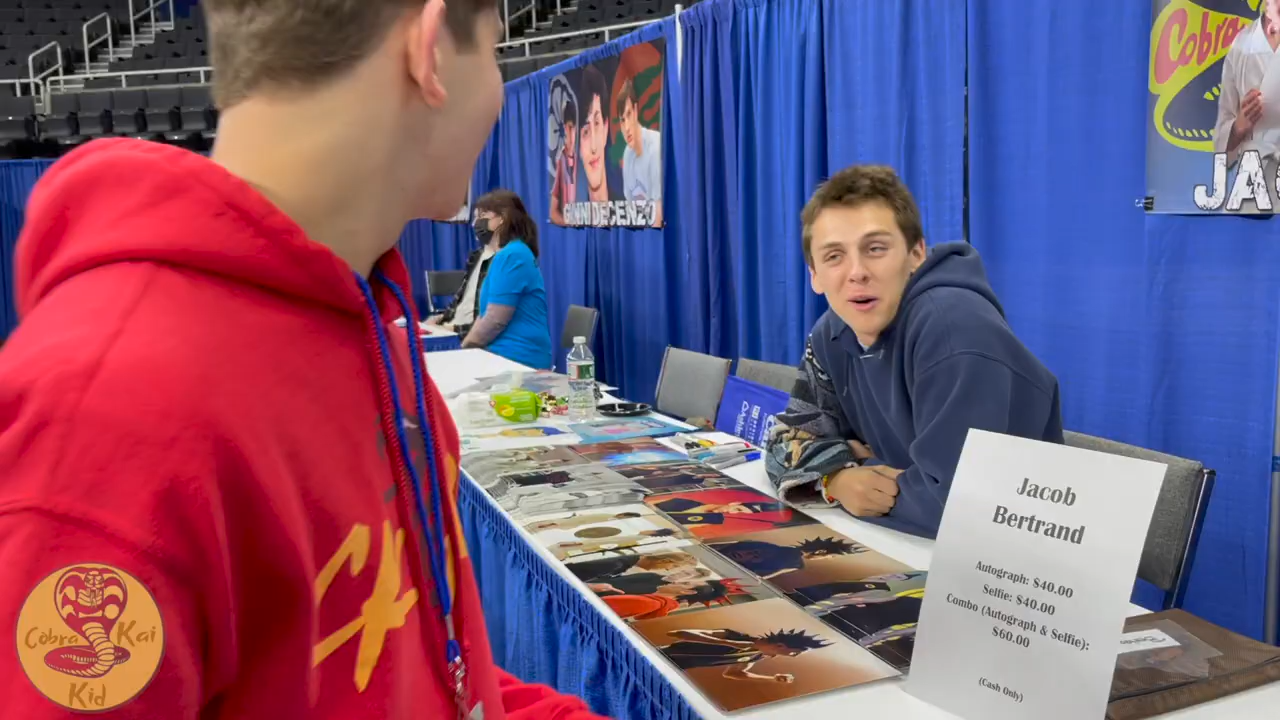 Cobra
JA
GIANNI DECENZO
Jacob
Bertrand
Autograph: $40.00
Selfie: $40.00
Combo (Autograph & Selfie):
$60.00
(Cash Only)
Cobra Kai
Kid